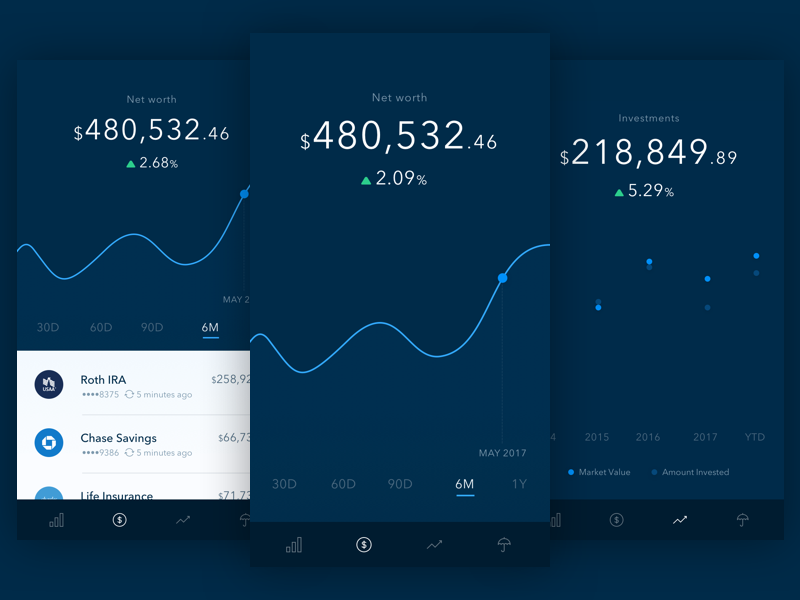 Net worth
$480,532.46
2.68%
MAY 2
30D 60D 90D 6M
USAA
Roth IRA $258,92
••••8375 5 minutes ago
Chase Savings $66,73
••••9386 5 minutes ago
Life Insurance $71,73
$
Net worth
$480,532.46
2.09%
MAY 2017
30D 60D 90D 6M 1Y
$
Investments
$218,849.89
5.29%
4 2015 2016 2017 YTD
Market Value Amount Invested
$